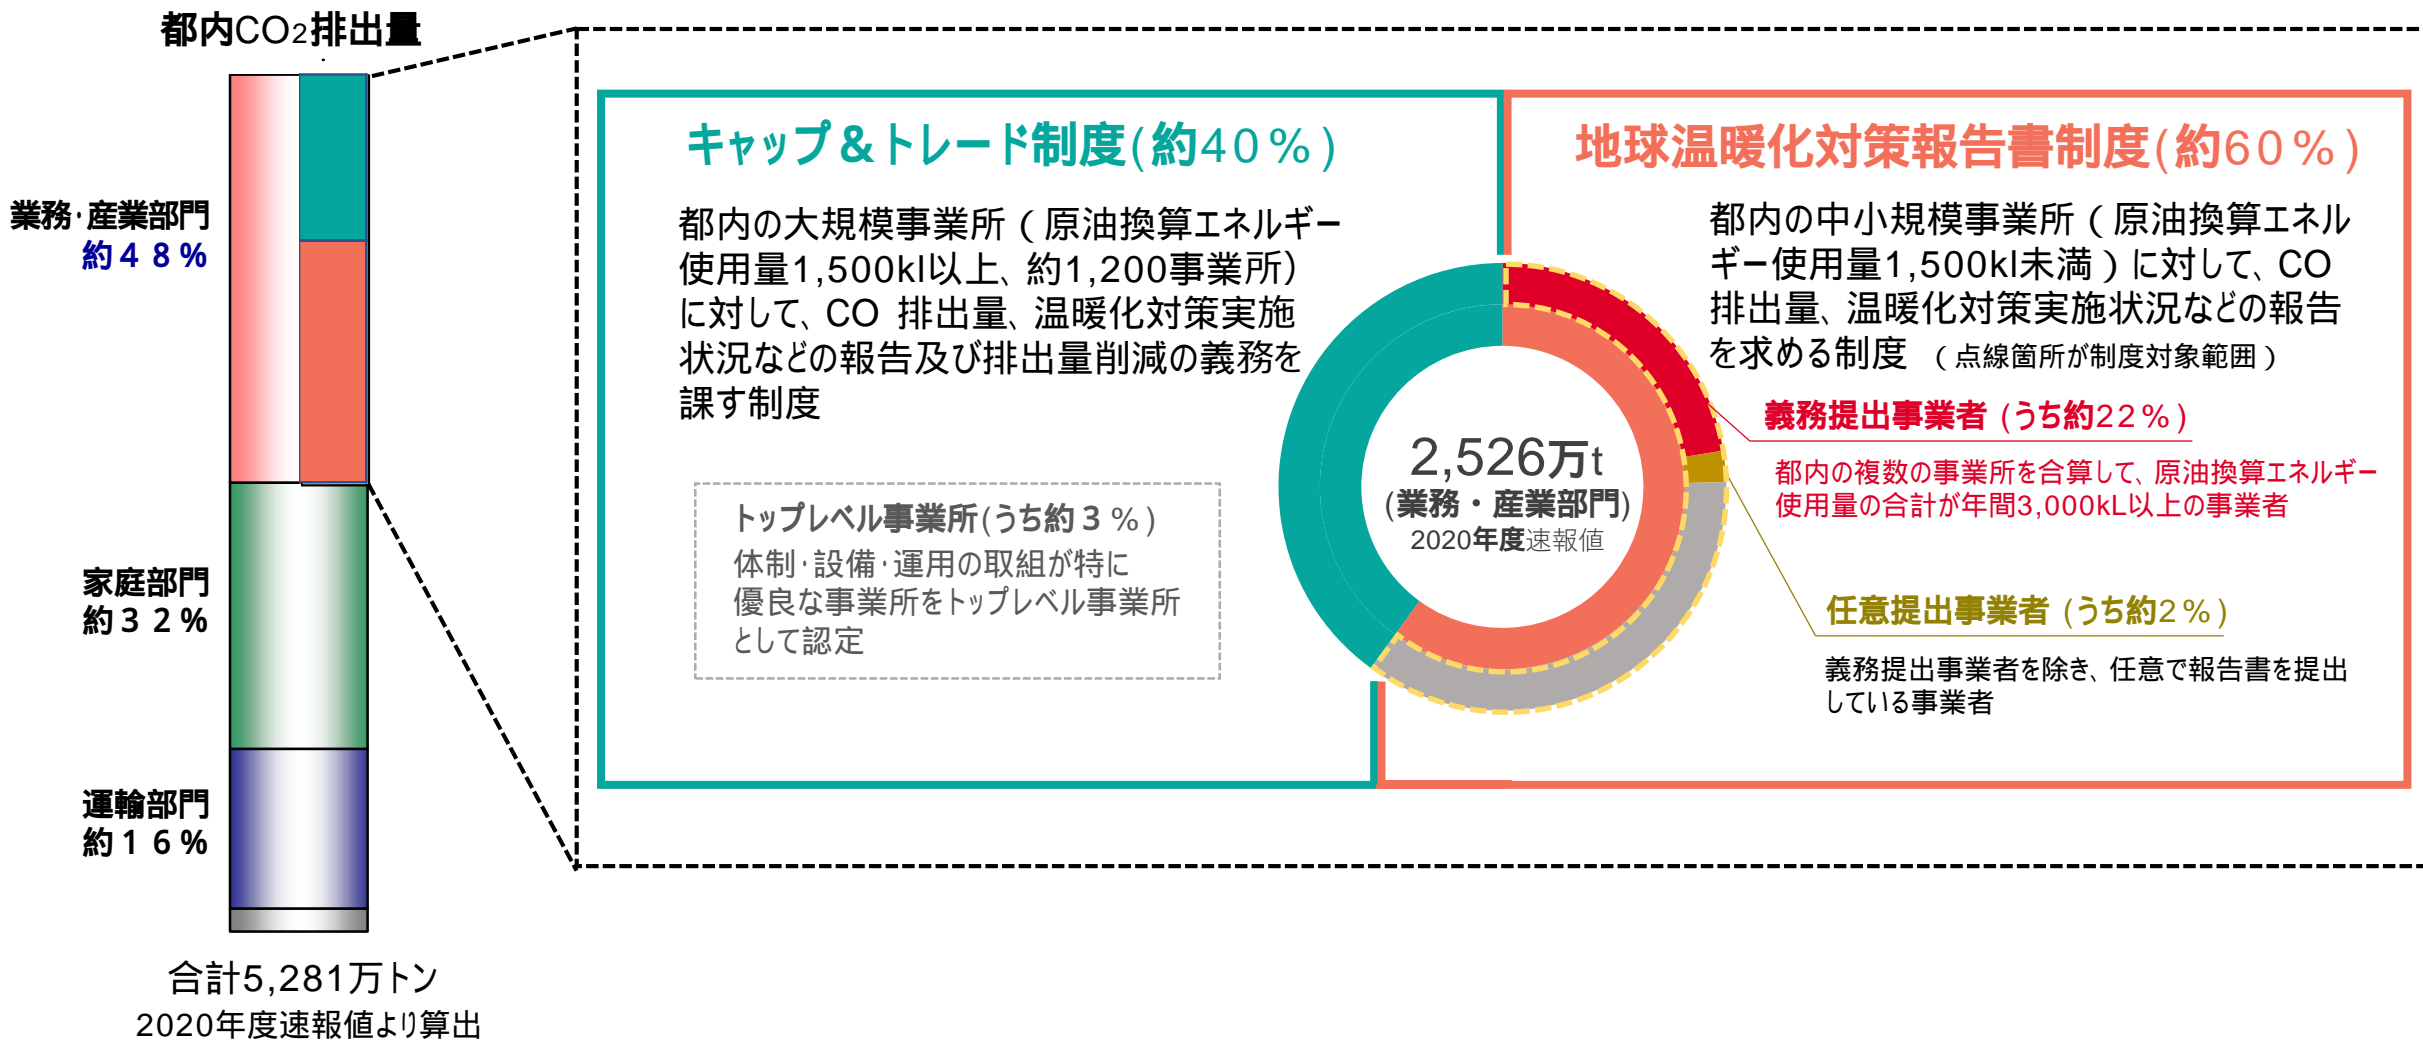 都内CO2排出量
業務・産業部門
約48%
家庭部門
約32%
運輸部門
約16%
合計5,281万トン
2020年度速報値より算出
キャップ&トレード制度(約40%)
都内の大規模事業所(原油換算エネルギー
使用量1,500kl以上、約1,200事業所)
に対して、CO 排出量、温暖化対策実施
状況などの報告及び排出量削減の義務を
課す制度
トップレベル事業所(うち約3%)
体制・設備・運用の取組が特に
優良な事業所をトップレベル事業所
として認定
2,526万t
(業務・産業部門)
2020年度速報値
地球温暖化対策報告書制度(約60%)
都内の中小規模事業所(原油換算エネル
ギー使用量1,500kl未満)に対して、CO
排出量、温暖化対策実施状況などの報告
を求める制度 (点線箇所が制度対象範囲)
義務提出事業者 (うち約22%)
都内の複数の事業所を合算して、原油換算エネルギー
使用量の合計が年間3,000kL以上の事業者
任意提出事業者 (うち約2%)
義務提出事業者を除き、任意で報告書を提出
している事業者